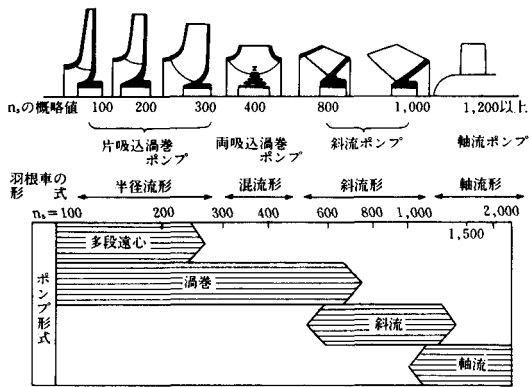 nsの概略値 100 200 300 400 800 1,000 1,200以上
片吸込渦巻ポンプ 両吸込渦巻ポンプ 斜流ポンプ 軸流ポンプ
羽根車の形式 半径流形 混流形 斜流形 軸流形
ns=100 200 300 400 600 800 1,000 2,000
1,500
ポンプ形式
多段遠心
渦巻
斜流
軸流